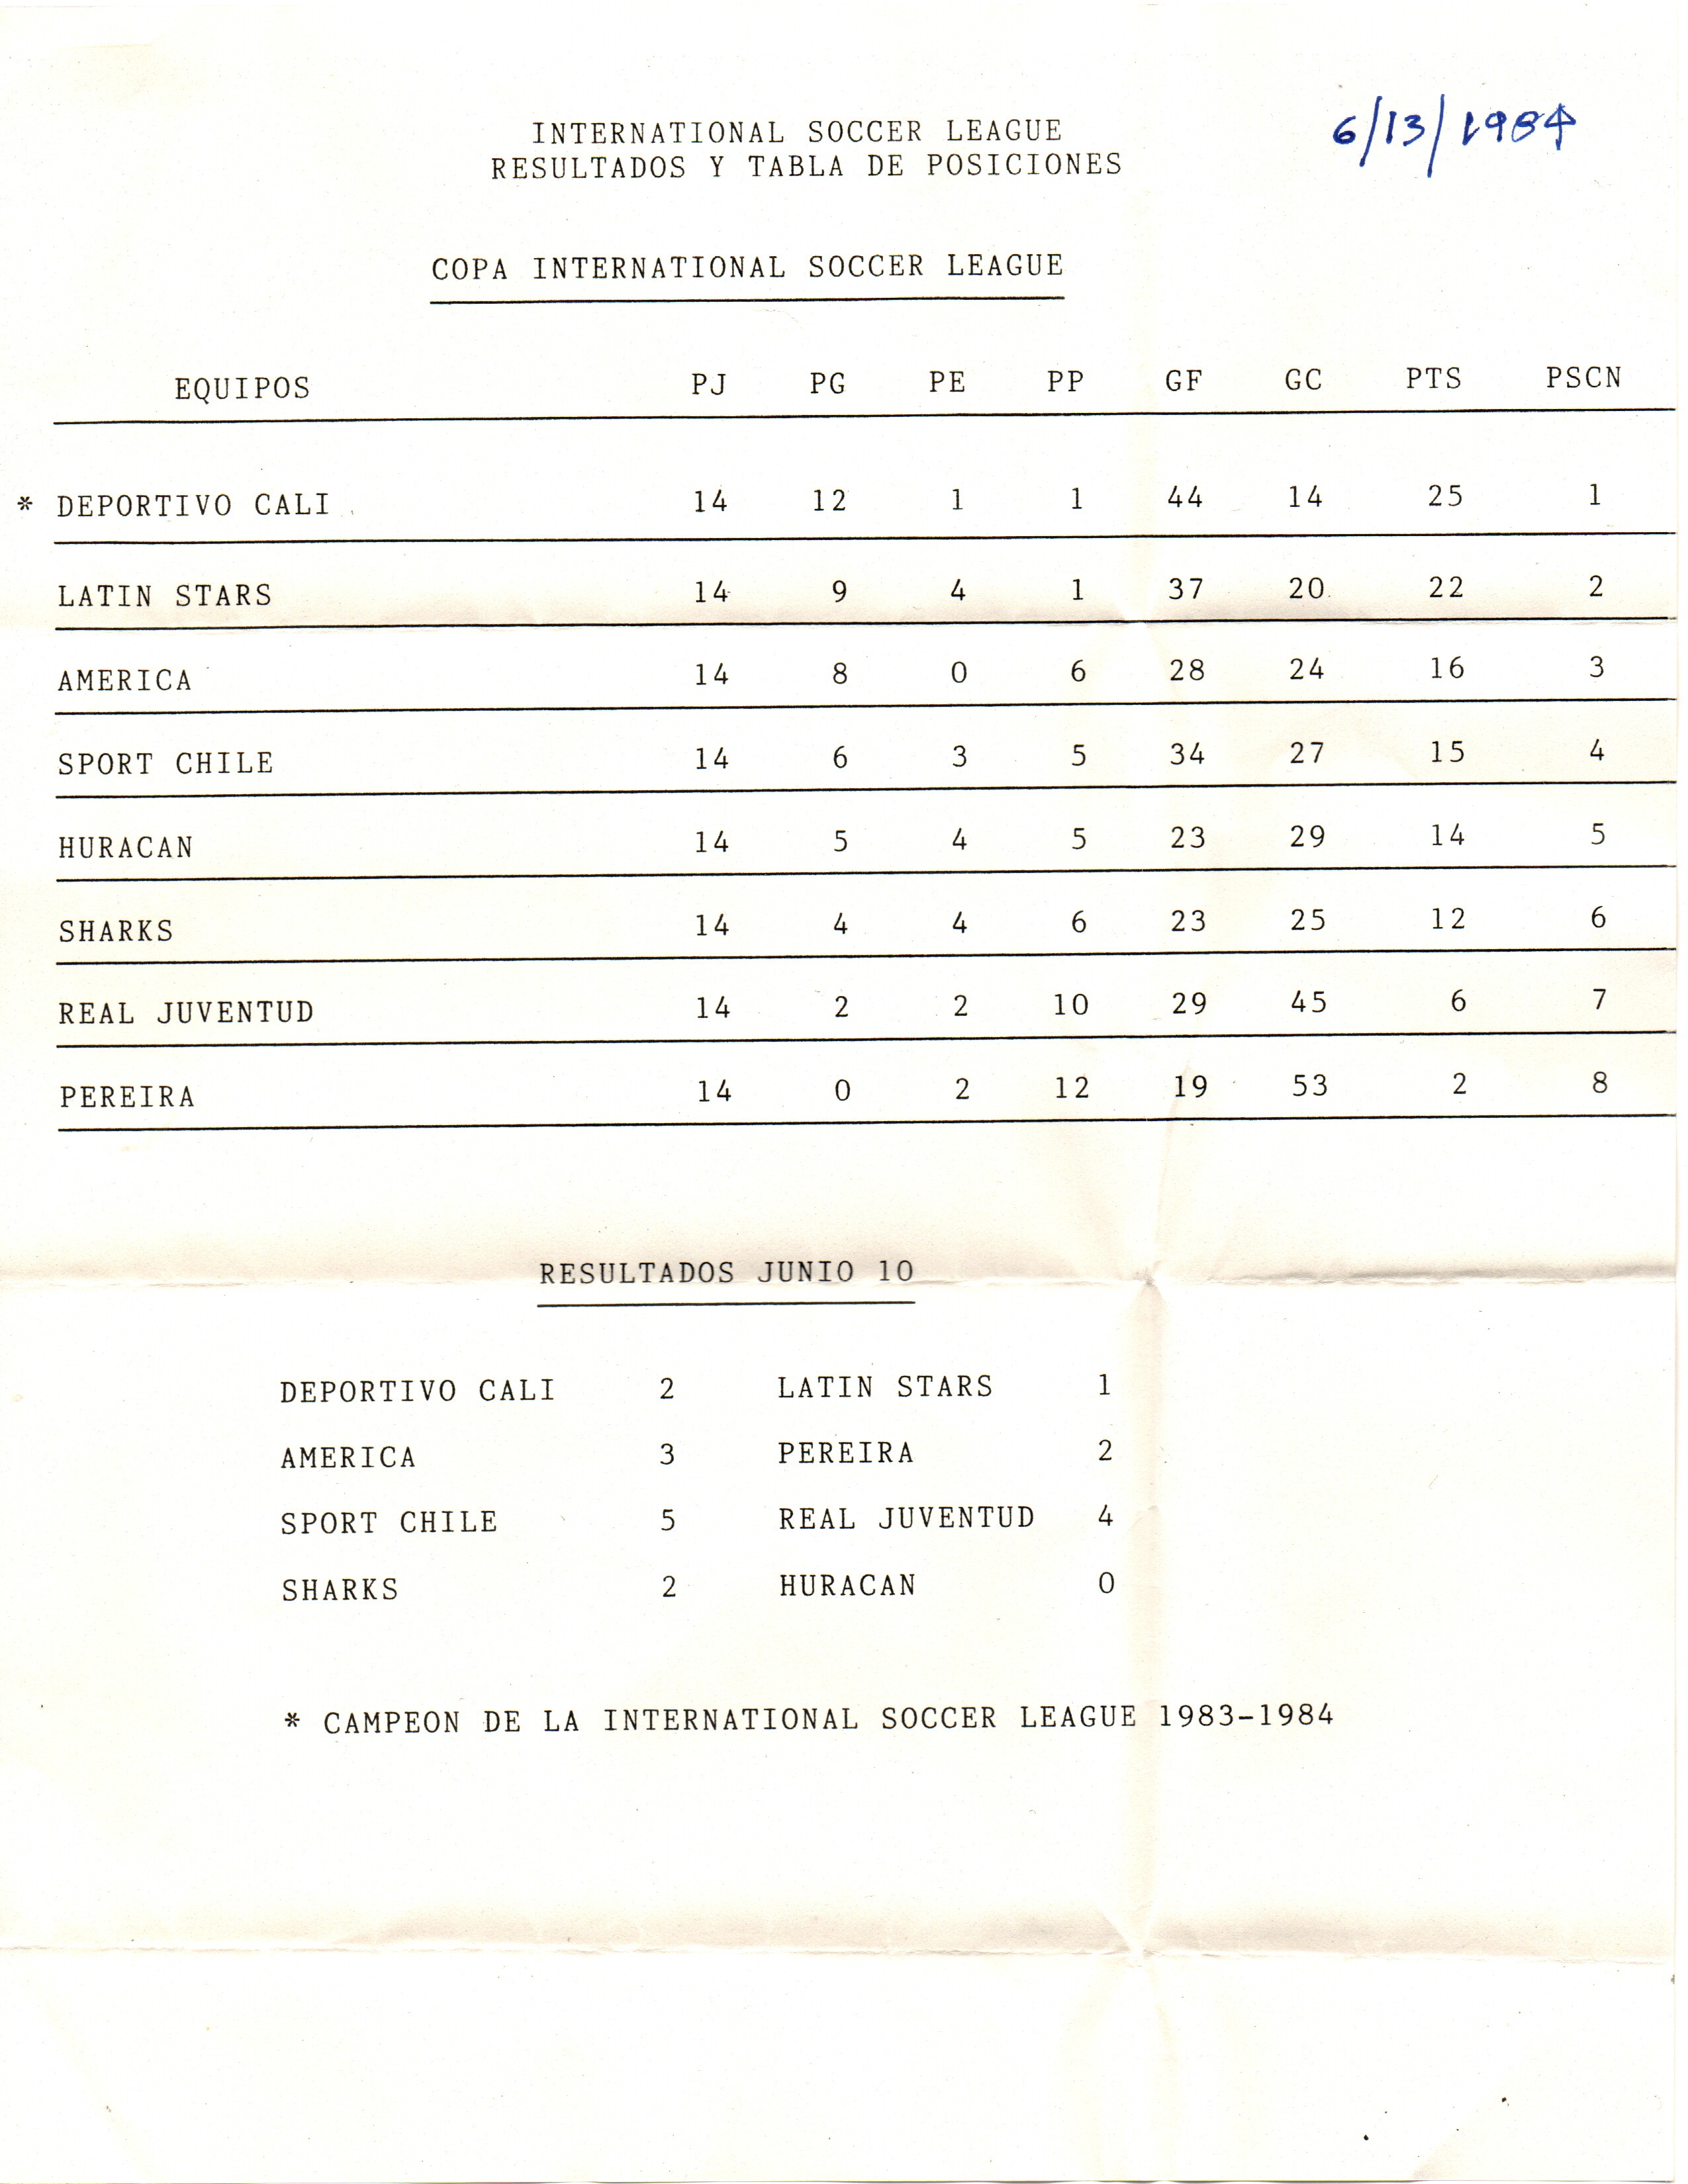 6/13/1984
INTERNATIONAL SOCCER LEAGUE
RESULTADOS Y TABLA DE POSICIONES
COPA INTERNATIONAL SOCCER LEAGUE
EQUIPOS PJ PG PE PP GF GC PTS PSCN
* DEPORTIVO CALI 14 12 1 1 44 14 25 1
LATIN STARS 14 9 4 1 37 20 22 2
AMERICA 14 8 0 6 28 24 16 3
SPORT CHILE 14 6 3 5 34 27 15 4
HURACAN 14 5 4 5 23 29 14 5
SHARKS 14 4 4 6 23 25 12 6
REAL JUVENTUD 14 2 2 10 29 45 6 7
PEREIRA 14 0 2 12 19 53 2 8
RESULTADOS JUNIO 10
DEPORTIVO CALI 2 LATIN STARS 1
AMERICA 3 PEREIRA 2
SPORT CHILE 5 REAL JUVENTUD 4
SHARKS 2 HURACAN 0
* CAMPEON DE LA INTERNATIONAL SOCCER LEAGUE 1983-1984